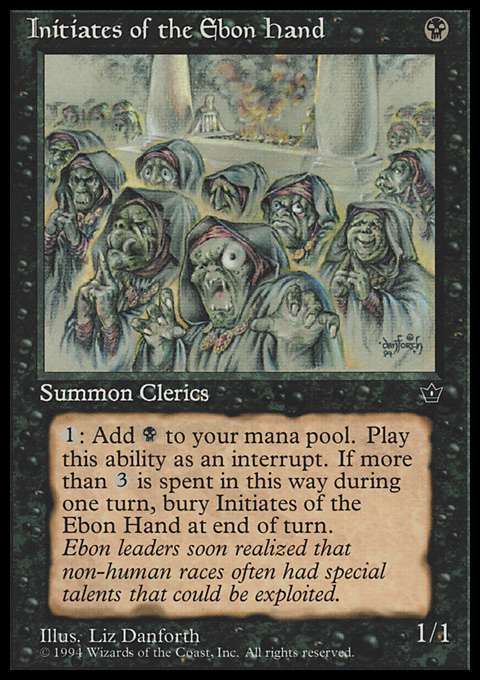 Initiates of the Ebon Hand
Danforth
94
Summon Clerics
1: Add to your mana pool. Play
this ability as an interrupt. If more
than 3 is spent in this way during
one turn, bury Initiates of the
Ebon Hand at end of turn.
Ebon leaders soon realized that
non-human races often had special
talents that could be exploited.
Illus. Liz Danforth
1/1
© 1994 Wizards of the Coast, Inc. All rights reserved.